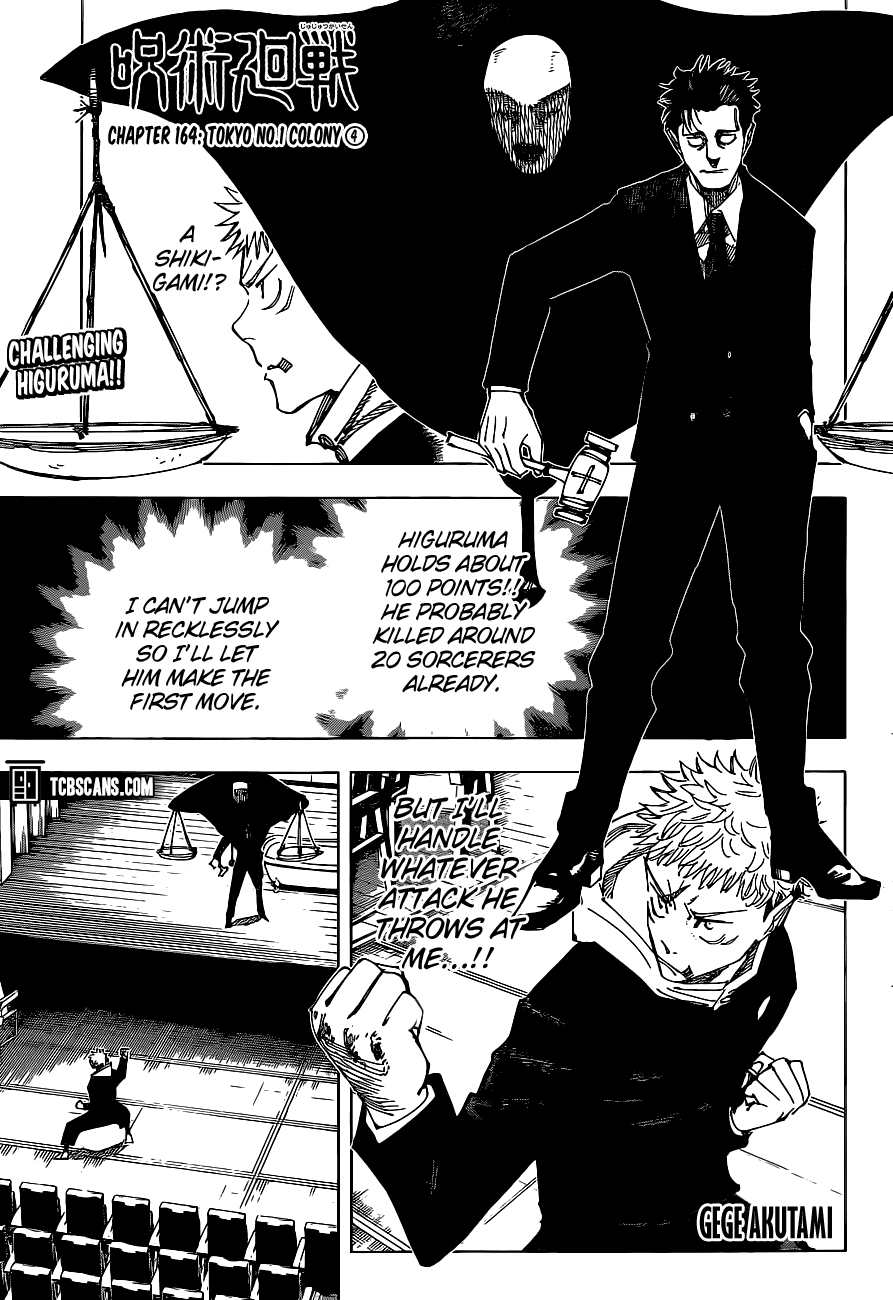 じゅじゅつかいせん
呪術廻戦
CHAPTER 164: TOKYO NO.1 COLONY ④
A
SHIKI-
GAMI!?
CHALLENGING
HIGURUMA!!
HIGURUMA
HOLDS ABOUT
100 POINTS!!
HE PROBABLY
KILLED AROUND
20 SORCERERS
ALREADY.
I CAN'T JUMP
IN RECKLESSLY
SO I'LL LET
HIM MAKE THE
FIRST MOVE.
TCBSCANS.COM
BUT I'LL
HANDLE
WHATEVER
ATTACK HE
THROWS AT
ME...!!
GEGE AKUTAMI